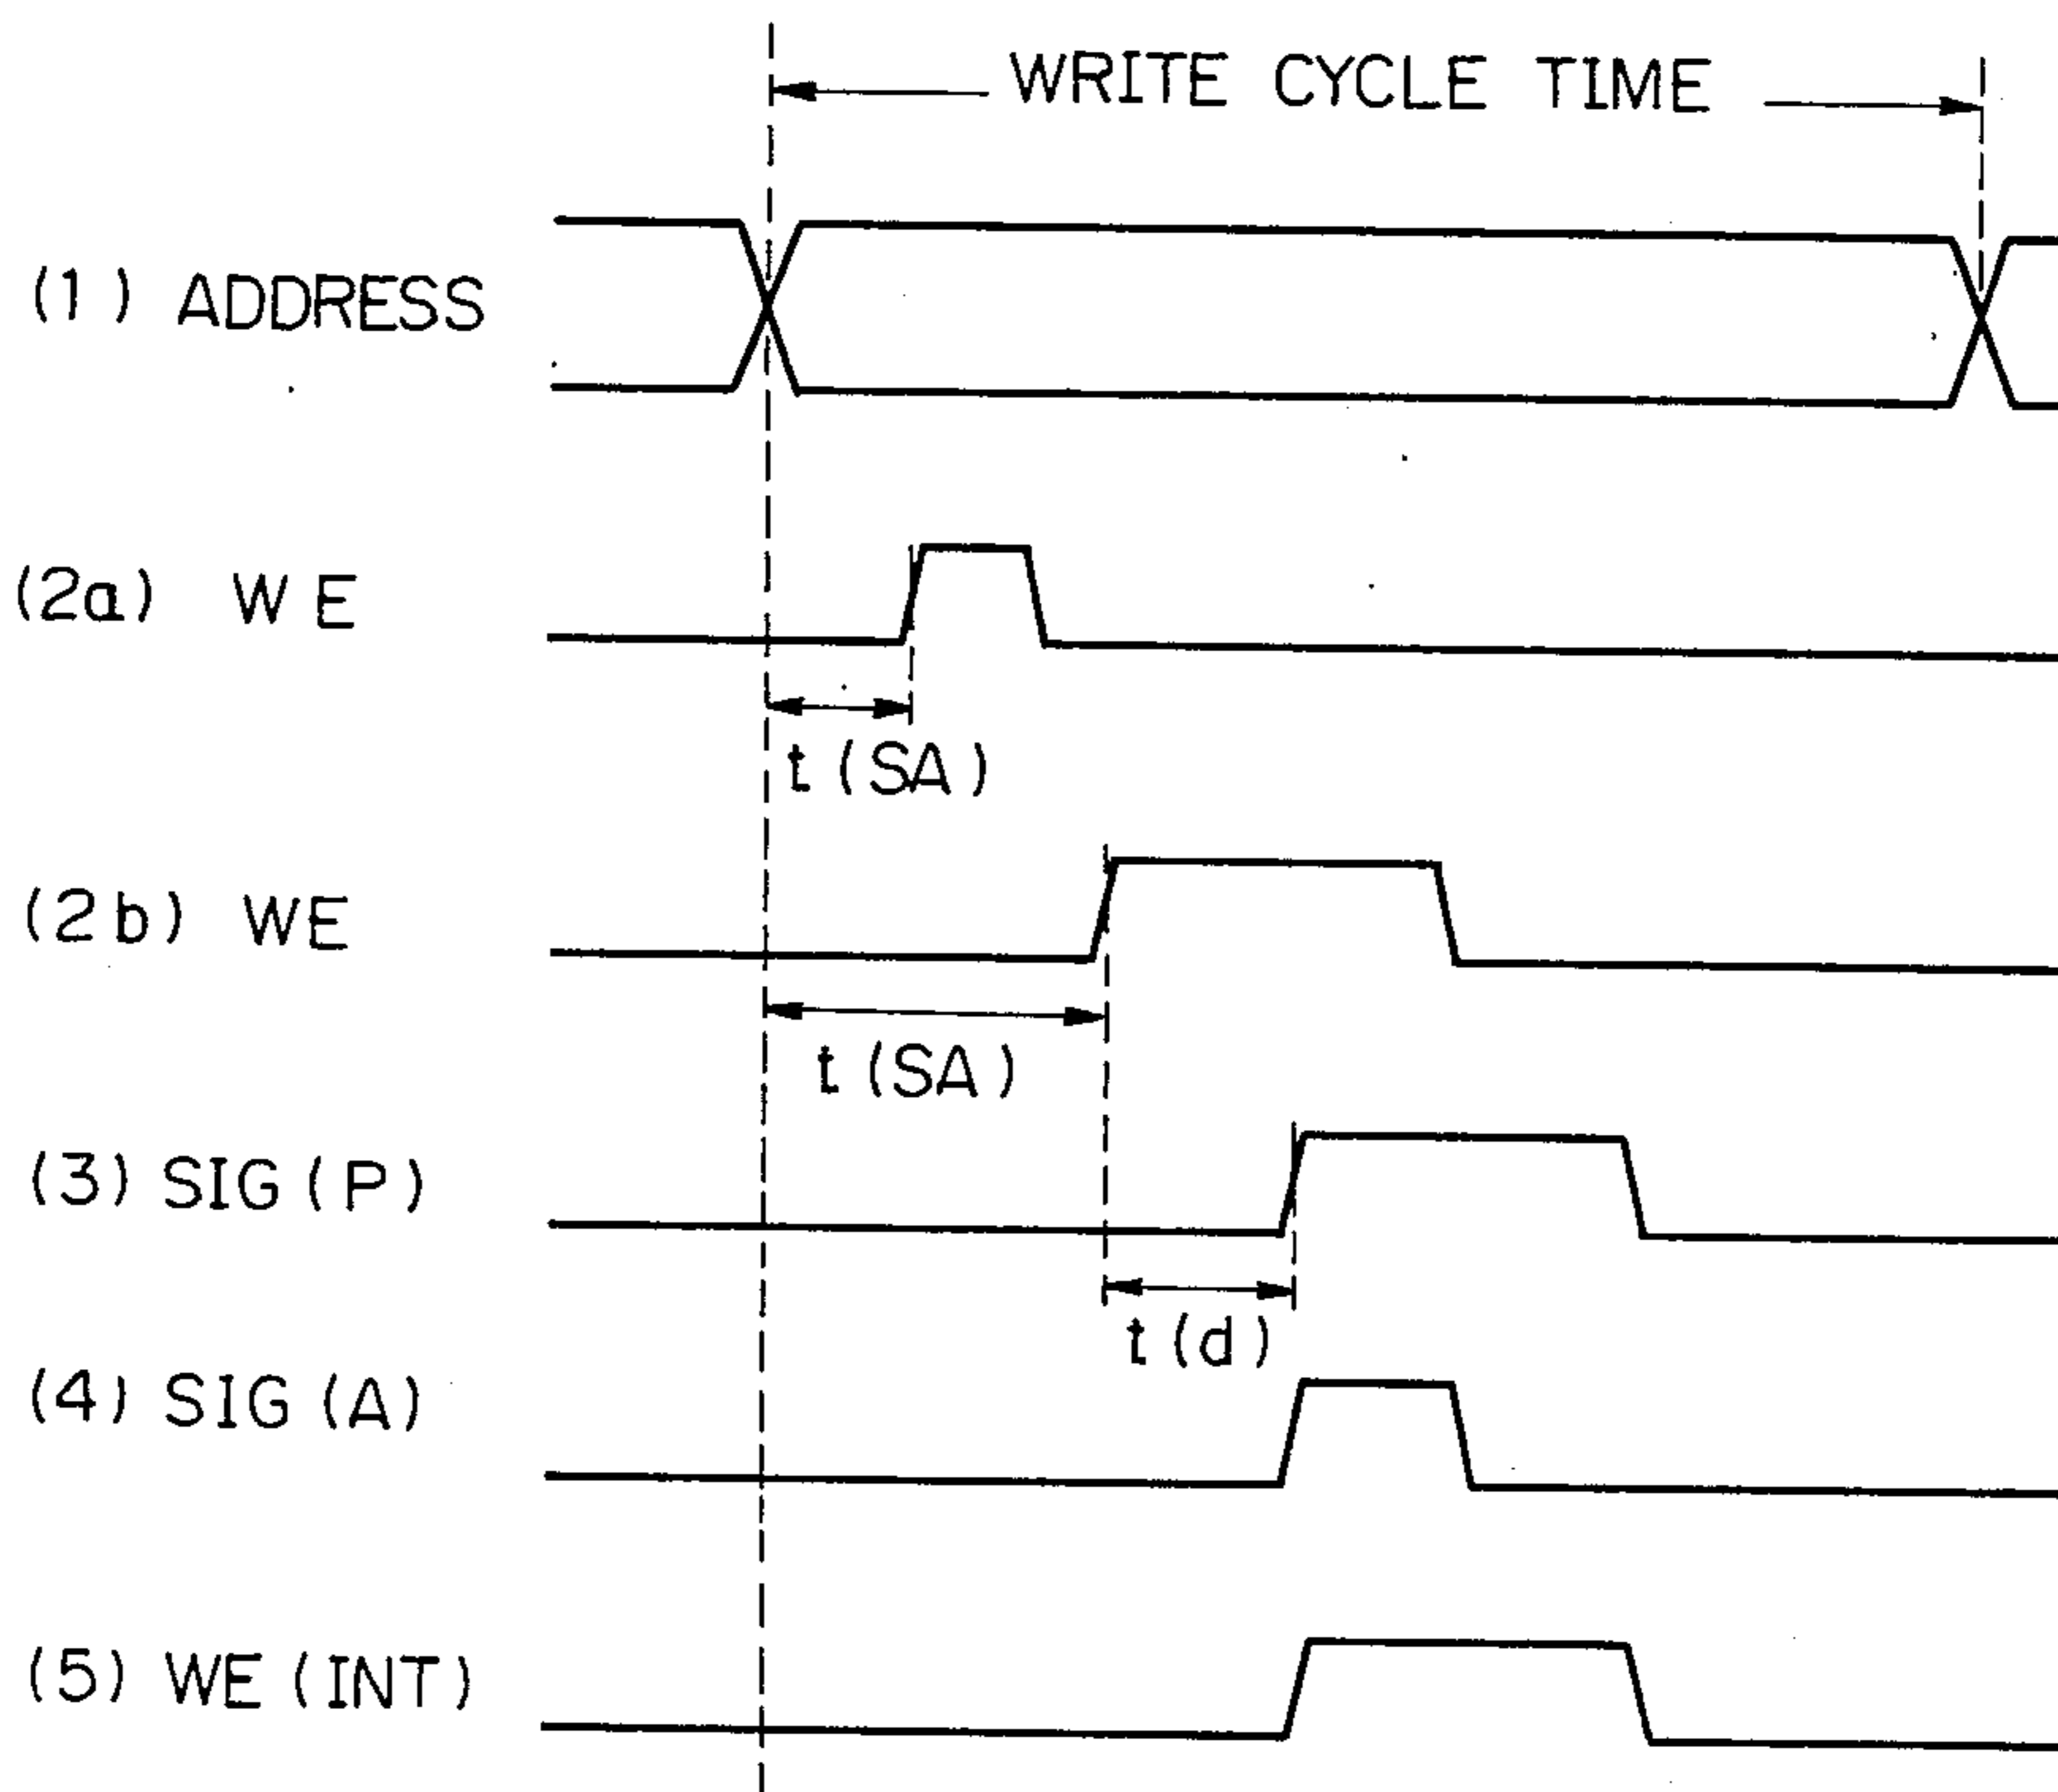 WRITE CYCLE TIME
(1) ADDRESS
(2a) WE
t(SA)
(2b) WE
t(SA)
(3) SIG(P)
t(d)
(4) SIG(A)
(5) WE(INT)